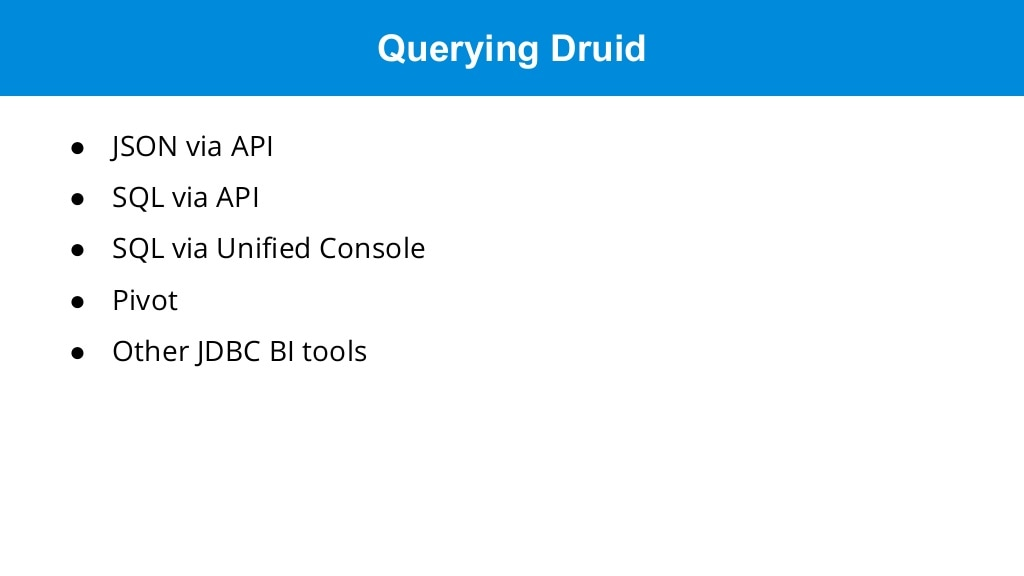 Querying Druid
● JSON via API
● SQL via API
● SQL via Unified Console
● Pivot
● Other JDBC BI tools